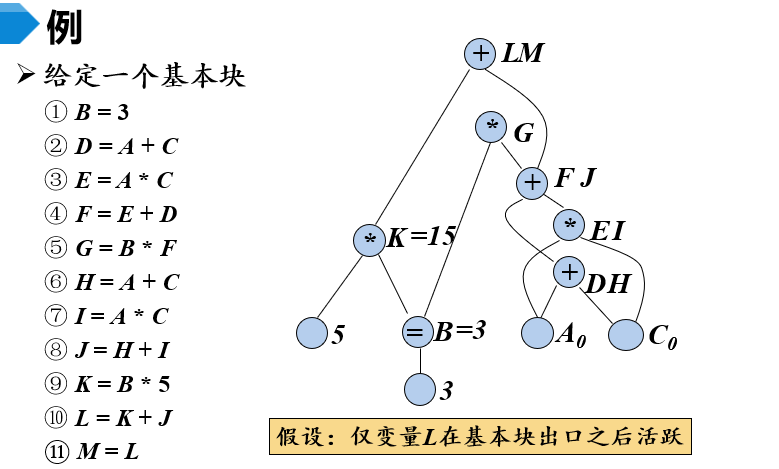 例
➢ 给定一个基本块
① B = 3
② D = A + C
③ E = A * C
④ F = E + D
⑤ G = B * F
⑥ H = A + C
⑦ I = A * C
⑧ J = H + I
⑨ K = B * 5
⑩ L = K + J
⑪ M = L
+ LM
* G
+ F J
* EI
* K=15
+ DH
5
= B=3
A₀
C₀
3
假设：仅变量L在基本块出口之后活跃